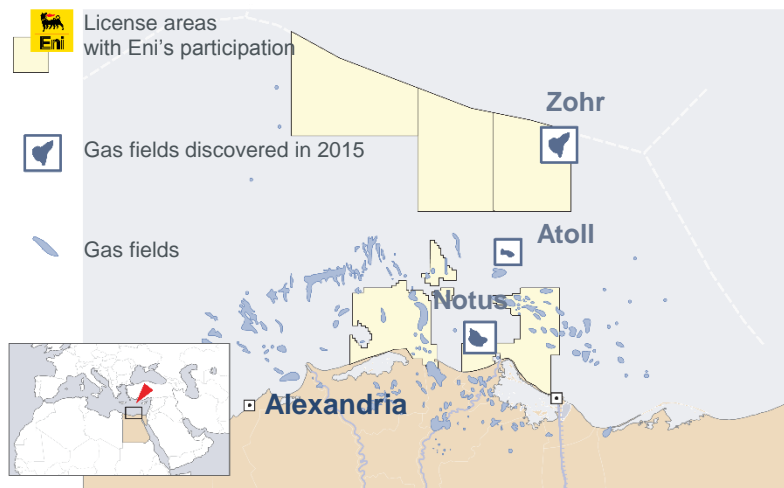 Eni
License areas
with Eni's participation
Zohr
Gas fields discovered in 2015
Atoll
Gas fields
Notus
Alexandria